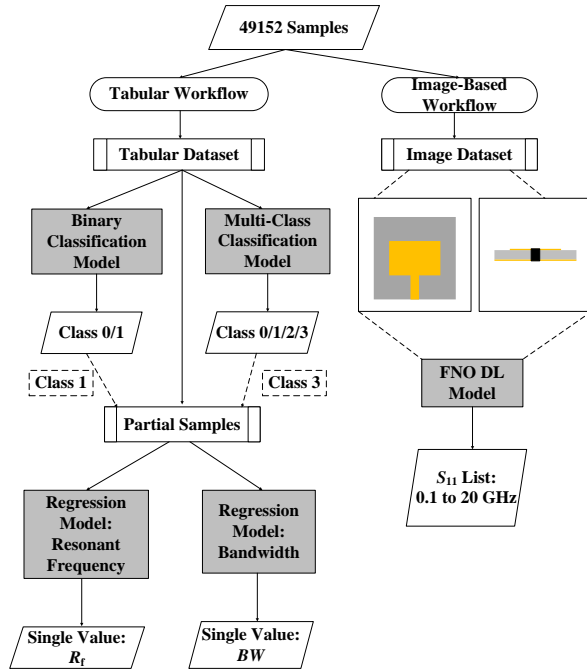 49152 Samples
Tabular Workflow
Image-Based
Workflow
Tabular Dataset
Image Dataset
Binary
Classification
Model
Multi-Class
Classification
Model
Class 0/1
Class 0/1/2/3
Class 1
Class 3
FNO DL
Model
Partial Samples
S11 List:
0.1 to 20 GHz
Regression
Model:
Resonant
Frequency
Regression
Model:
Bandwidth
Single Value:
Rf
Single Value:
BW